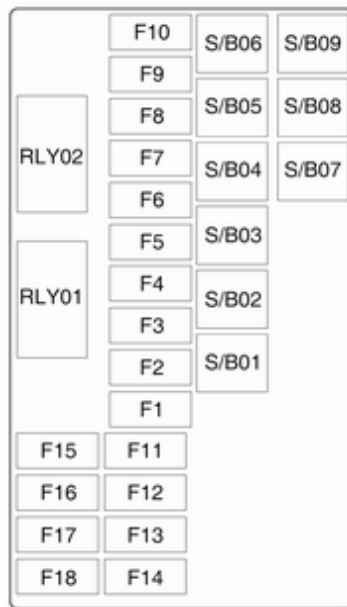 F10 S/B06 S/B09
F9
F8 S/B05 S/B08
RLY02 F7 S/B04 S/B07
F6
F5 S/B03
F4
RLY01 F3 S/B02
F2 S/B01
F1
F15 F11
F16 F12
F17 F13
F18 F14